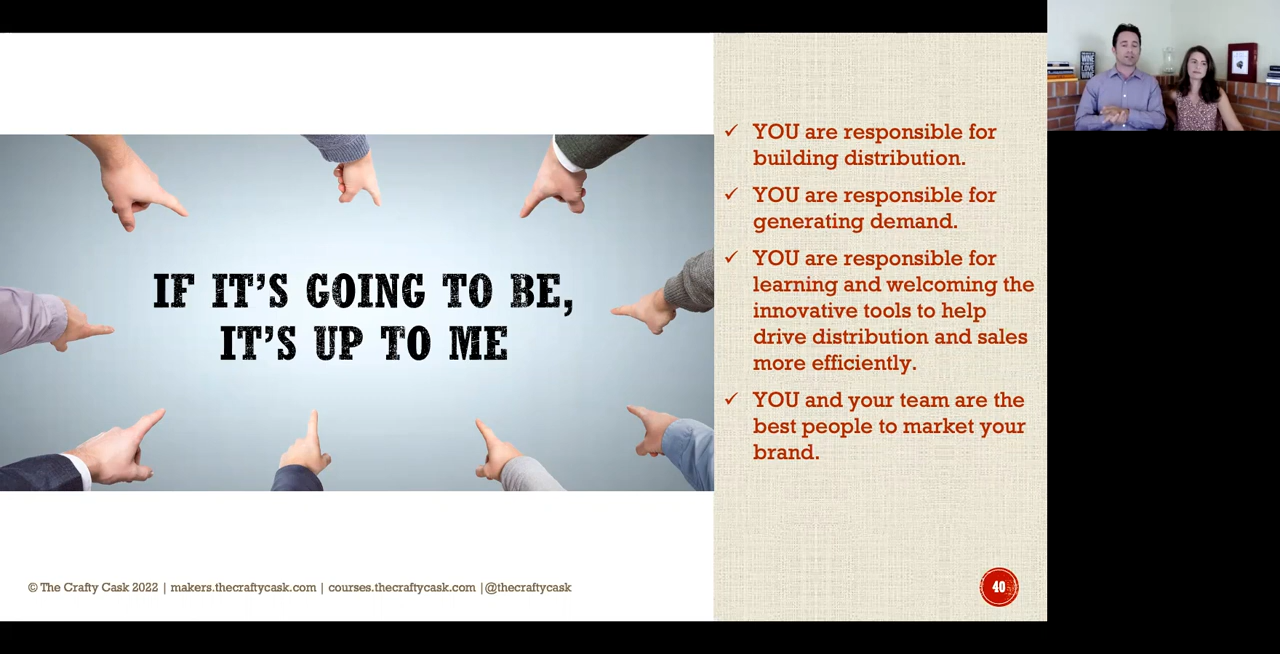 IF IT'S GOING TO BE,
IT'S UP TO ME
✓ YOU are responsible for
building distribution.
✓ YOU are responsible for
generating demand.
✓ YOU are responsible for
learning and welcoming the
innovative tools to help
drive distribution and sales
more efficiently.
✓ YOU and your team are the
best people to market your
brand.
© The Crafty Cask 2022 | makers.thecraftycask.com | courses.thecraftycask.com |@thecraftycask
40